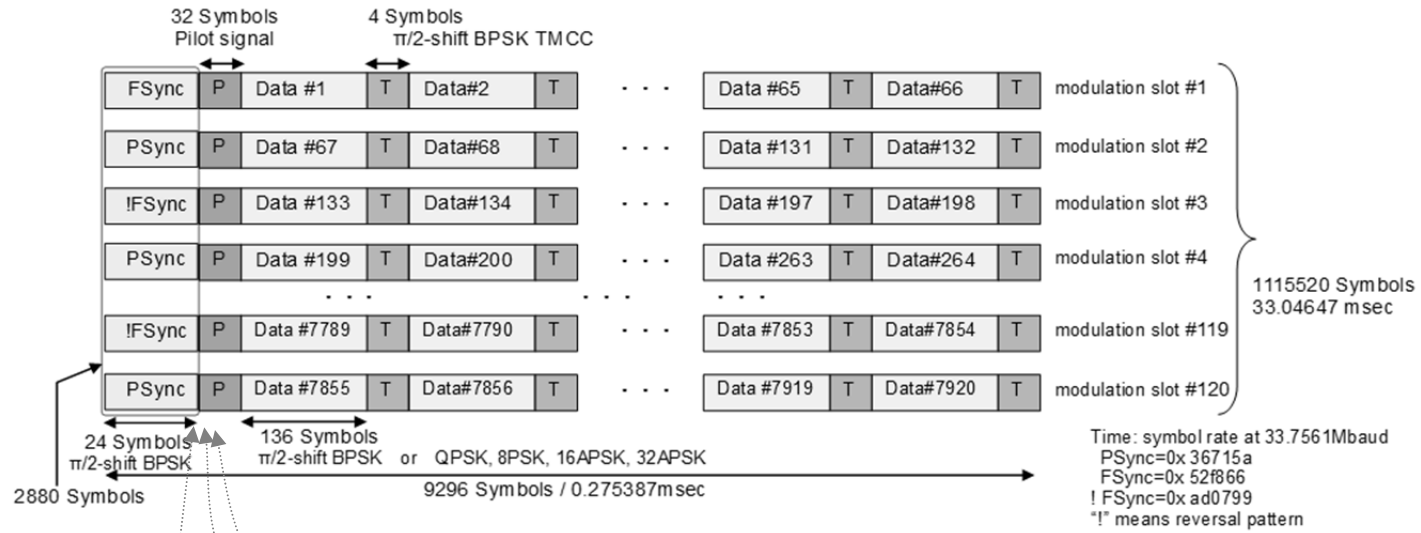 32 Symbols
Pilot signal
4 Symbols
π/2-shift BPSK TMCC
FSync P Data #1 T Data#2 T · · · Data #65 T Data#66 T modulation slot #1
PSync P Data #67 T Data#68 T · · · Data #131 T Data#132 T modulation slot #2
!FSync P Data #133 T Data#134 T · · · Data #197 T Data#198 T modulation slot #3
PSync P Data #199 T Data#200 T · · · Data #263 T Data#264 T modulation slot #4
· · · · · · · · ·
!FSync P Data #7789 T Data#7790 T · · · Data #7853 T Data#7854 T modulation slot #119
PSync P Data #7855 T Data#7856 T · · · Data #7919 T Data#7920 T modulation slot #120
1115520 Symbols
33.04647 msec
24 Symbols
π/2-shift BPSK
136 Symbols
π/2-shift BPSK or QPSK, 8PSK, 16APSK, 32APSK
9296 Symbols / 0.275387msec
2880 Symbols
Time: symbol rate at 33.7561Mbaud
PSync=0x 36715a
FSync=0x 52f866
! FSync=0x ad0799
"!" means reversal pattern